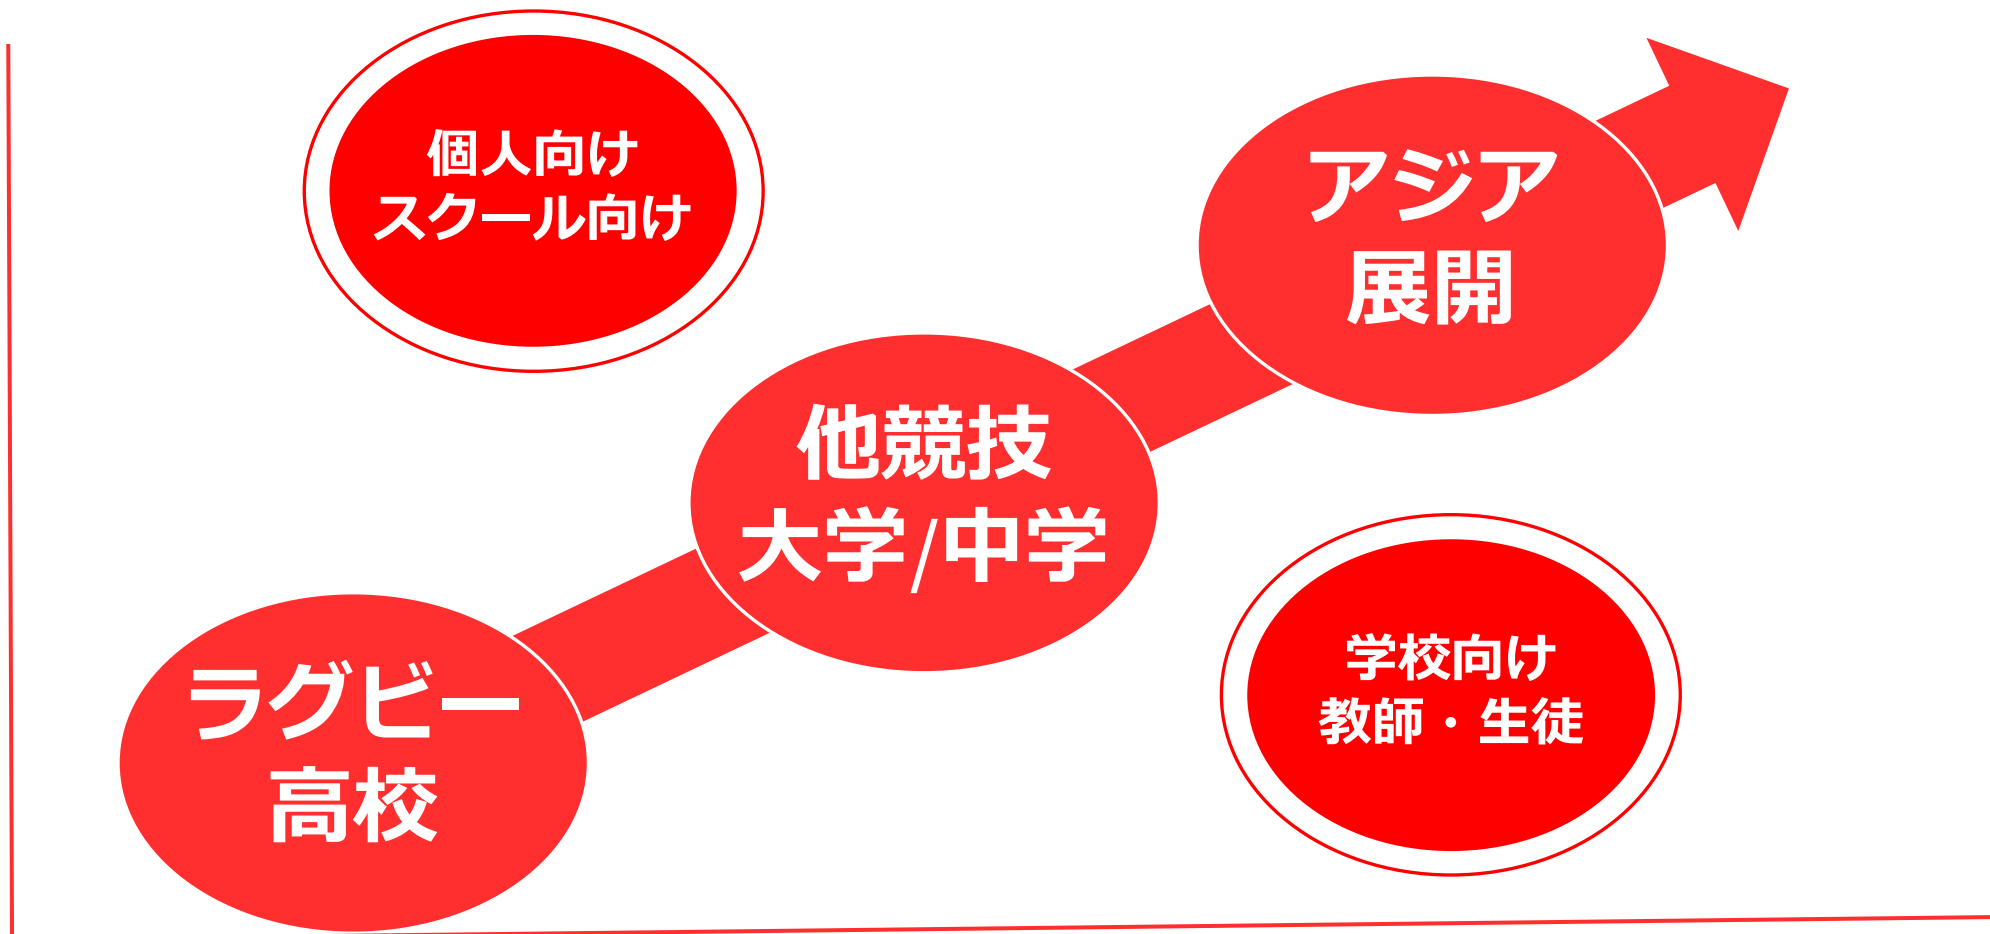 個人向け
スクール向け
アジア
展開
他競技
大学/中学
学校向け
教師・生徒
ラグビー
高校